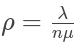 ρ = λ/nμ